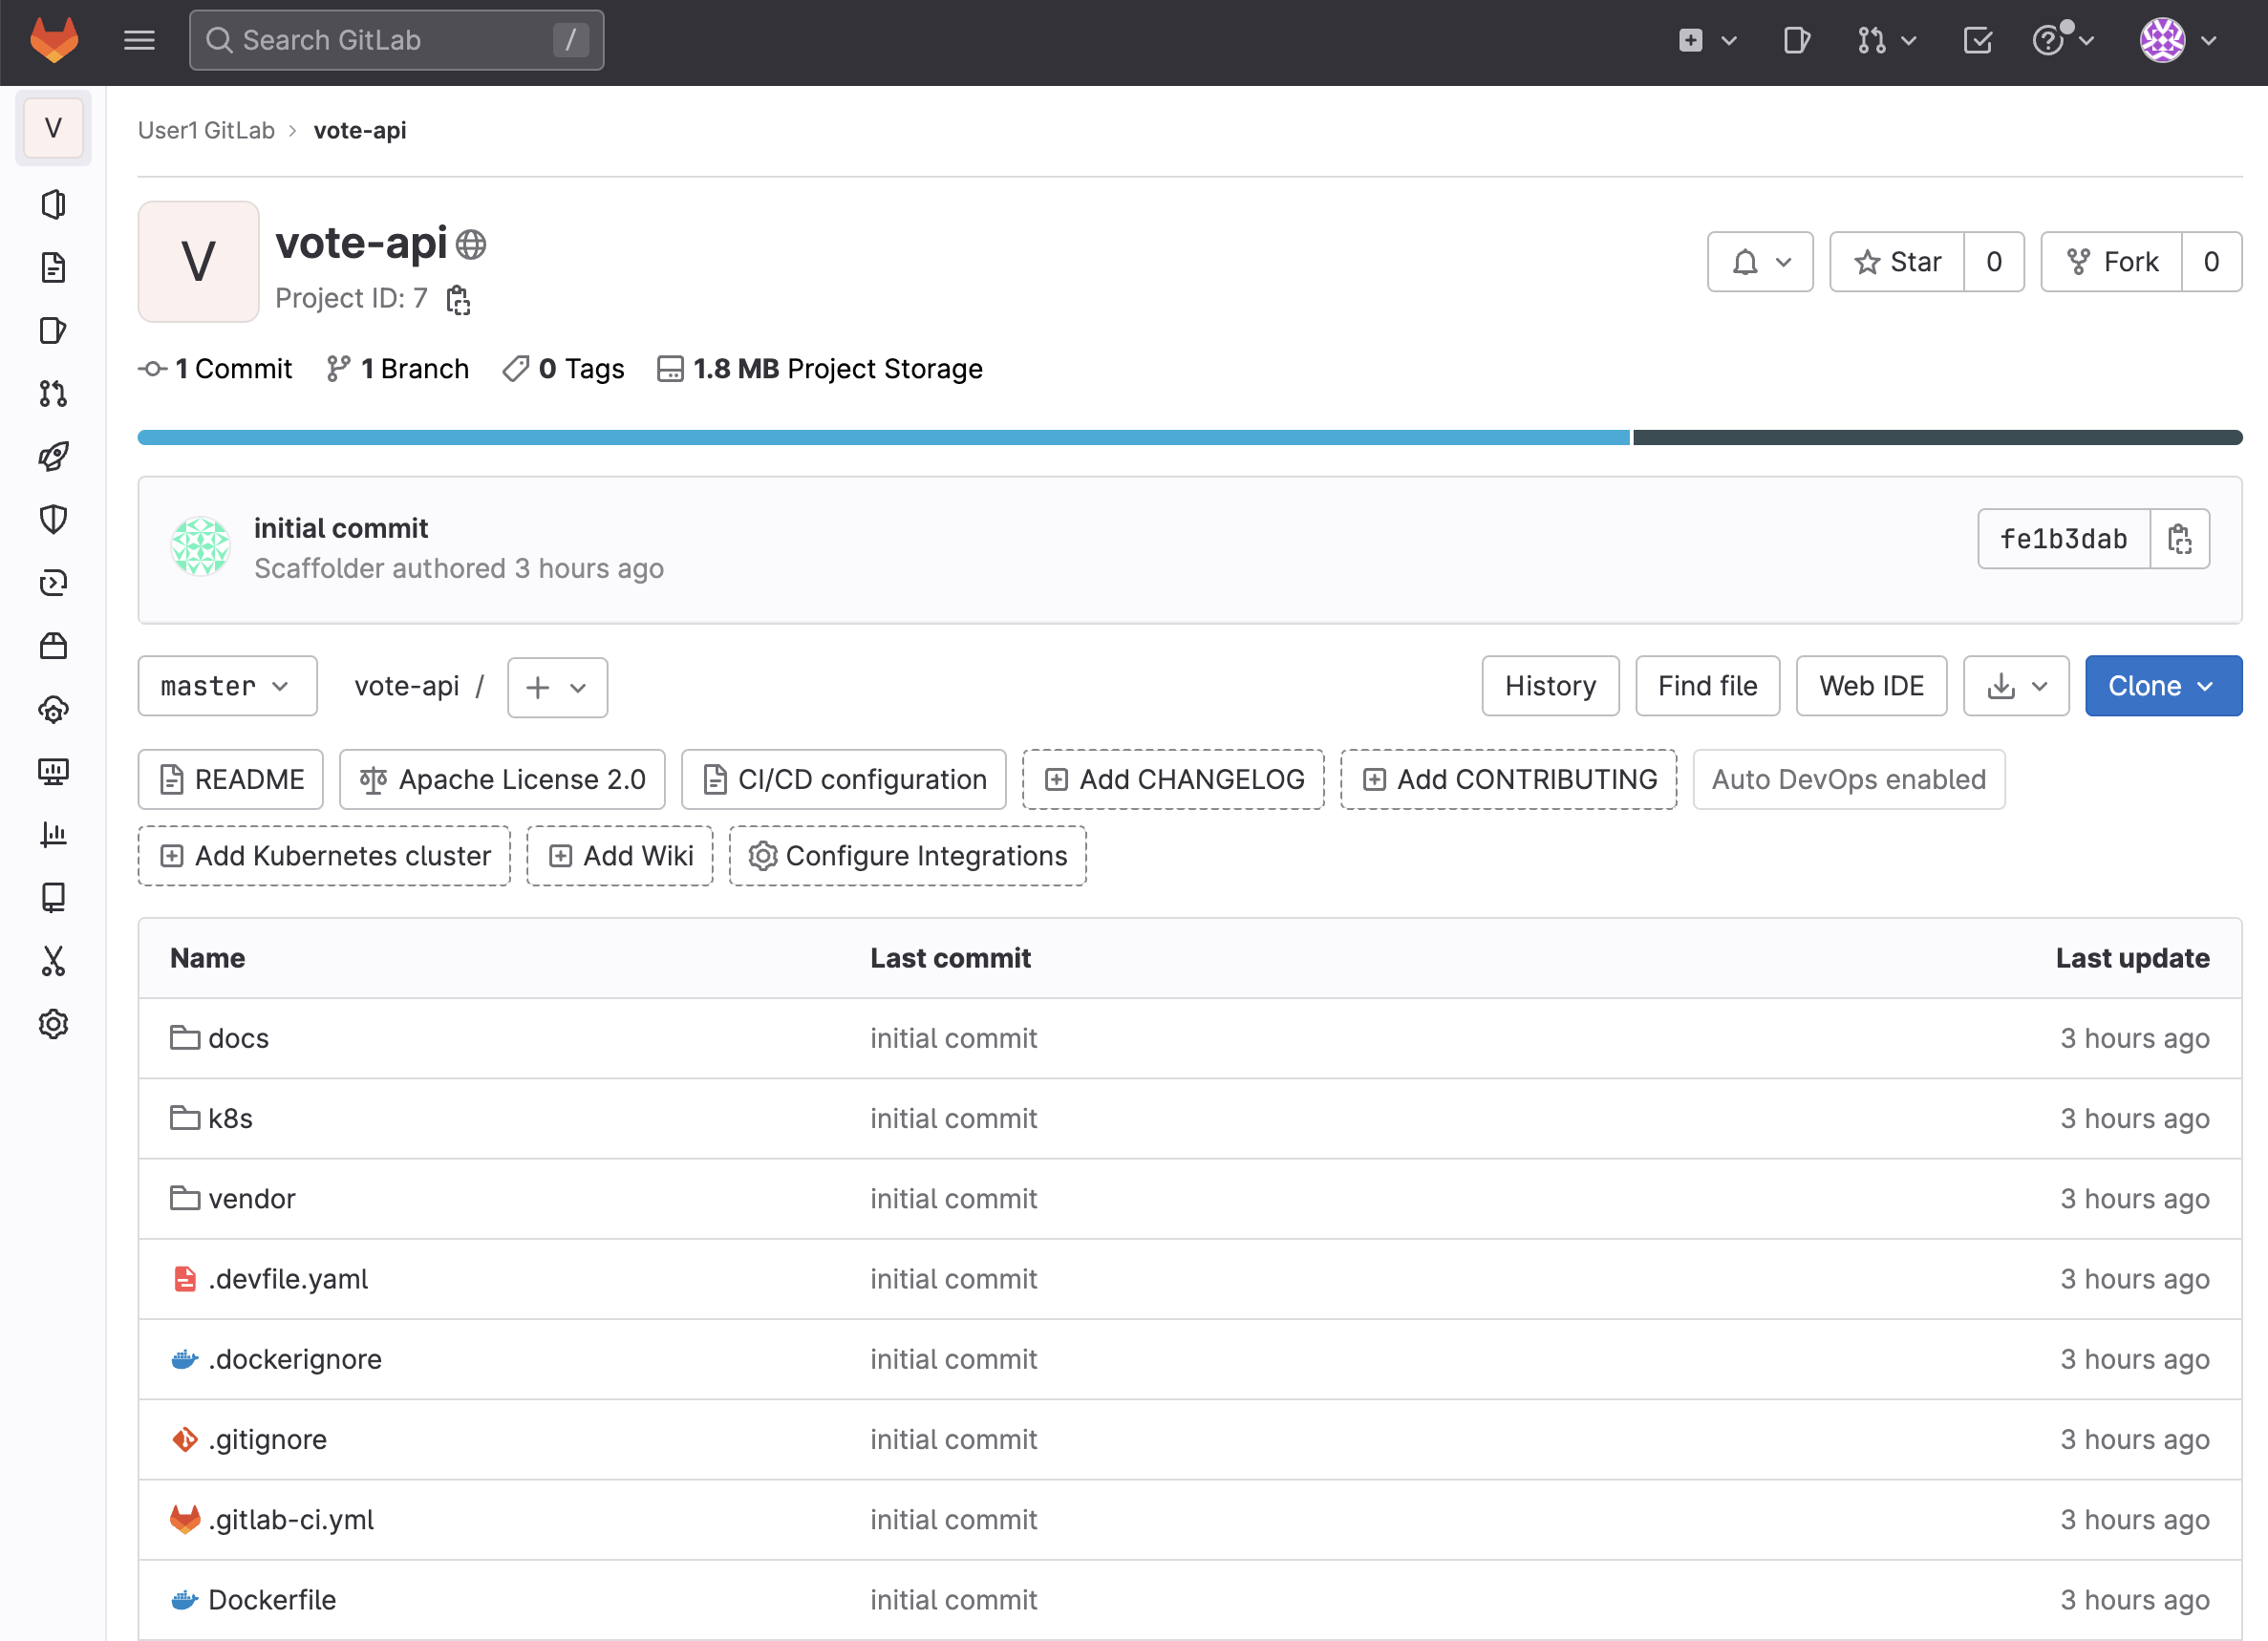 Search GitLab /
V
User1 GitLab > vote-api
V
vote-api
Project ID: 7
Star 0
Fork 0
1 Commit 1 Branch 0 Tags 1.8 MB Project Storage
initial commit
Scaffolder authored 3 hours ago
fe1b3dab
master vote-api / + History Find file Web IDE Clone
README Apache License 2.0 CI/CD configuration Add CHANGELOG Add CONTRIBUTING Auto DevOps enabled
Add Kubernetes cluster Add Wiki Configure Integrations
Name Last commit Last update
docs initial commit 3 hours ago
k8s initial commit 3 hours ago
vendor initial commit 3 hours ago
.devfile.yaml initial commit 3 hours ago
.dockerignore initial commit 3 hours ago
.gitignore initial commit 3 hours ago
.gitlab-ci.yml initial commit 3 hours ago
Dockerfile initial commit 3 hours ago